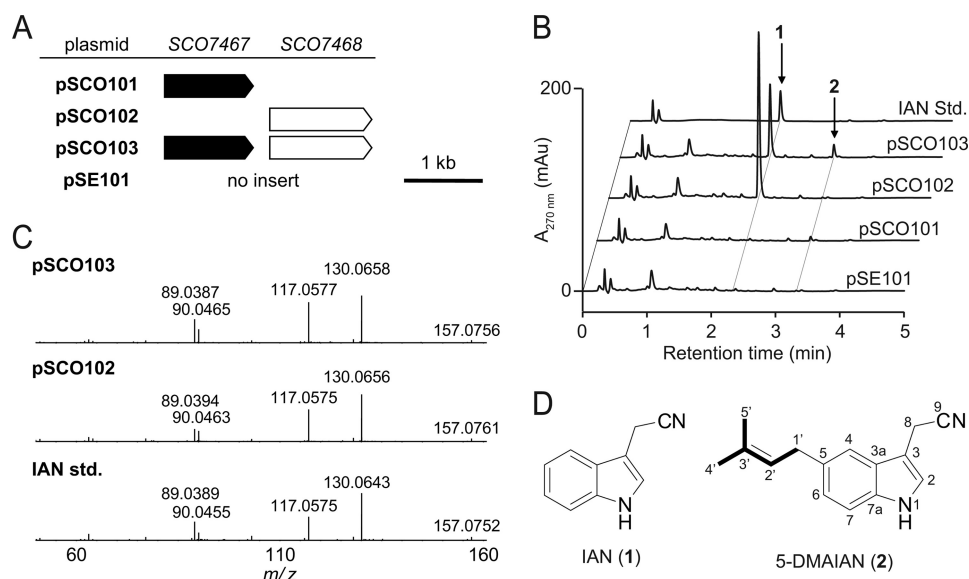 A
plasmid SCO7467 SCO7468
pSCO101
pSCO102
pSCO103
pSE101 no insert 1 kb
B
1
2
200
0
A270 nm (mAu)
IAN Std.
pSCO103
pSCO102
pSCO101
pSE101
0 1 2 3 4 5
Retention time (min)
C
pSCO103
89.0387
90.0465
117.0577
130.0658
157.0756
pSCO102
89.0394
90.0463
117.0575
130.0656
157.0761
IAN std.
89.0389
90.0455
117.0575
130.0643
157.0752
60 110 160
m/z
D
CN
N
H
IAN (1)
5'
4'
3'
2'
1'
5
4
3a
3
8
9
CN
2
6
7
7a
N
1
H
5-DMAIAN (2)